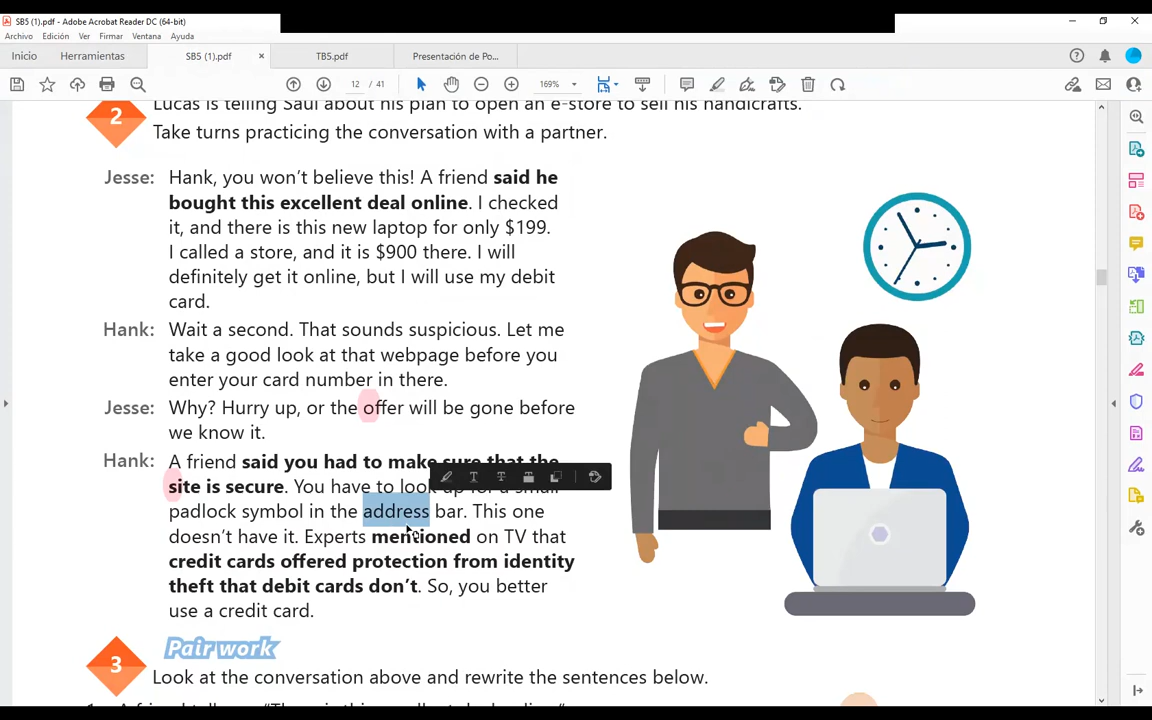 SB5 (1).pdf - Adobe Acrobat Reader DC (64-bit)
Archivo Edición Ver Firmar Ventana Ayuda
Inicio Herramientas SB5 (1).pdf × TB5.pdf Presentación de Po...
12 / 41 169%
2
Lucas is telling Saul about his plan to open an e-store to sell his handicrafts.
Take turns practicing the conversation with a partner.
Jesse: Hank, you won't believe this! A friend said he
bought this excellent deal online. I checked
it, and there is this new laptop for only $199.
I called a store, and it is $900 there. I will
definitely get it online, but I will use my debit
card.
Hank: Wait a second. That sounds suspicious. Let me
take a good look at that webpage before you
enter your card number in there.
Jesse: Why? Hurry up, or the offer will be gone before
we know it.
Hank: A friend said you had to make sure that the
site is secure. You have to look up for a small
padlock symbol in the address bar. This one
doesn't have it. Experts mentioned on TV that
credit cards offered protection from identity
theft that debit cards don't. So, you better
use a credit card.
Pair work
3
Look at the conversation above and rewrite the sentences below.